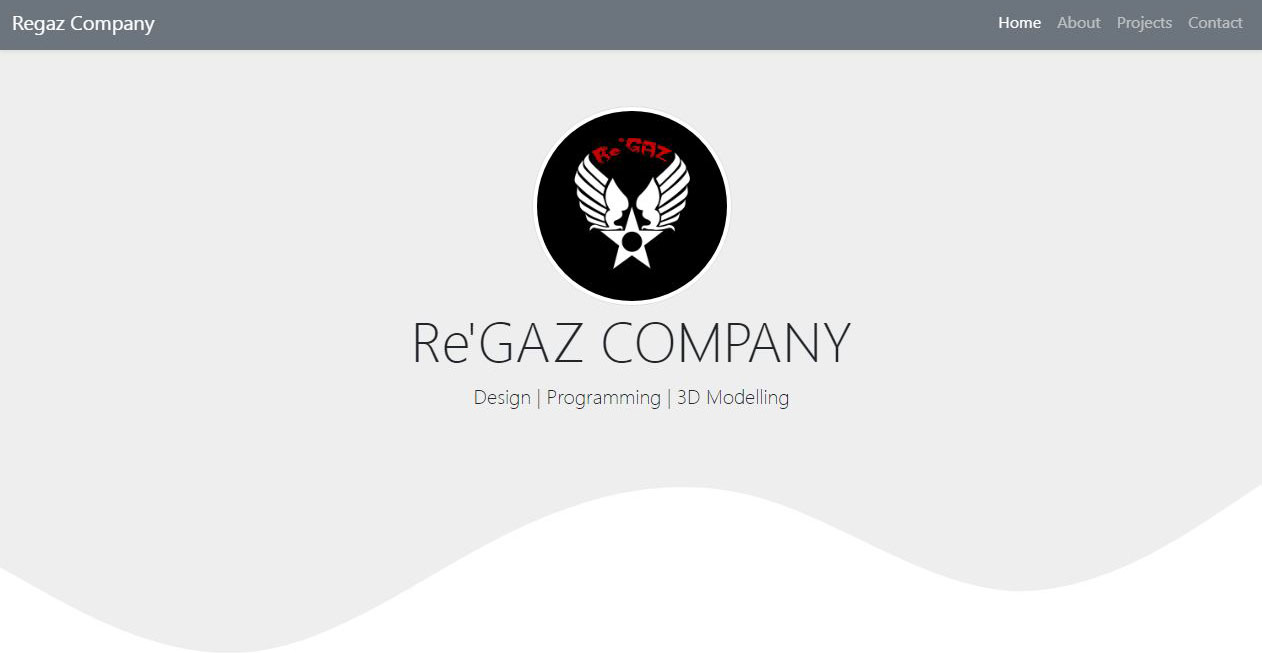 Regaz Company
Home About Projects Contact
Re'GAZ
Re'GAZ COMPANY
Design | Programming | 3D Modelling